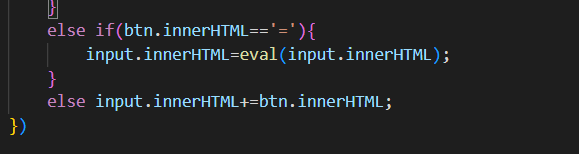 }
else if(btn.innerHTML=='='){
input.innerHTML=eval(input.innerHTML);
}
else input.innerHTML+=btn.innerHTML;
})